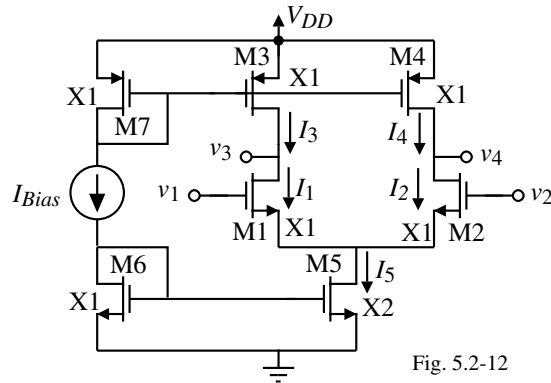 V_DD
M3
M4
X1
X1
X1
M7
I_3
I_4
v_3
v_4
I_Bias
v_1
I_1
I_2
v_2
M1
X1
X1
M2
M6
M5
I_5
X1
X2
Fig. 5.2-12